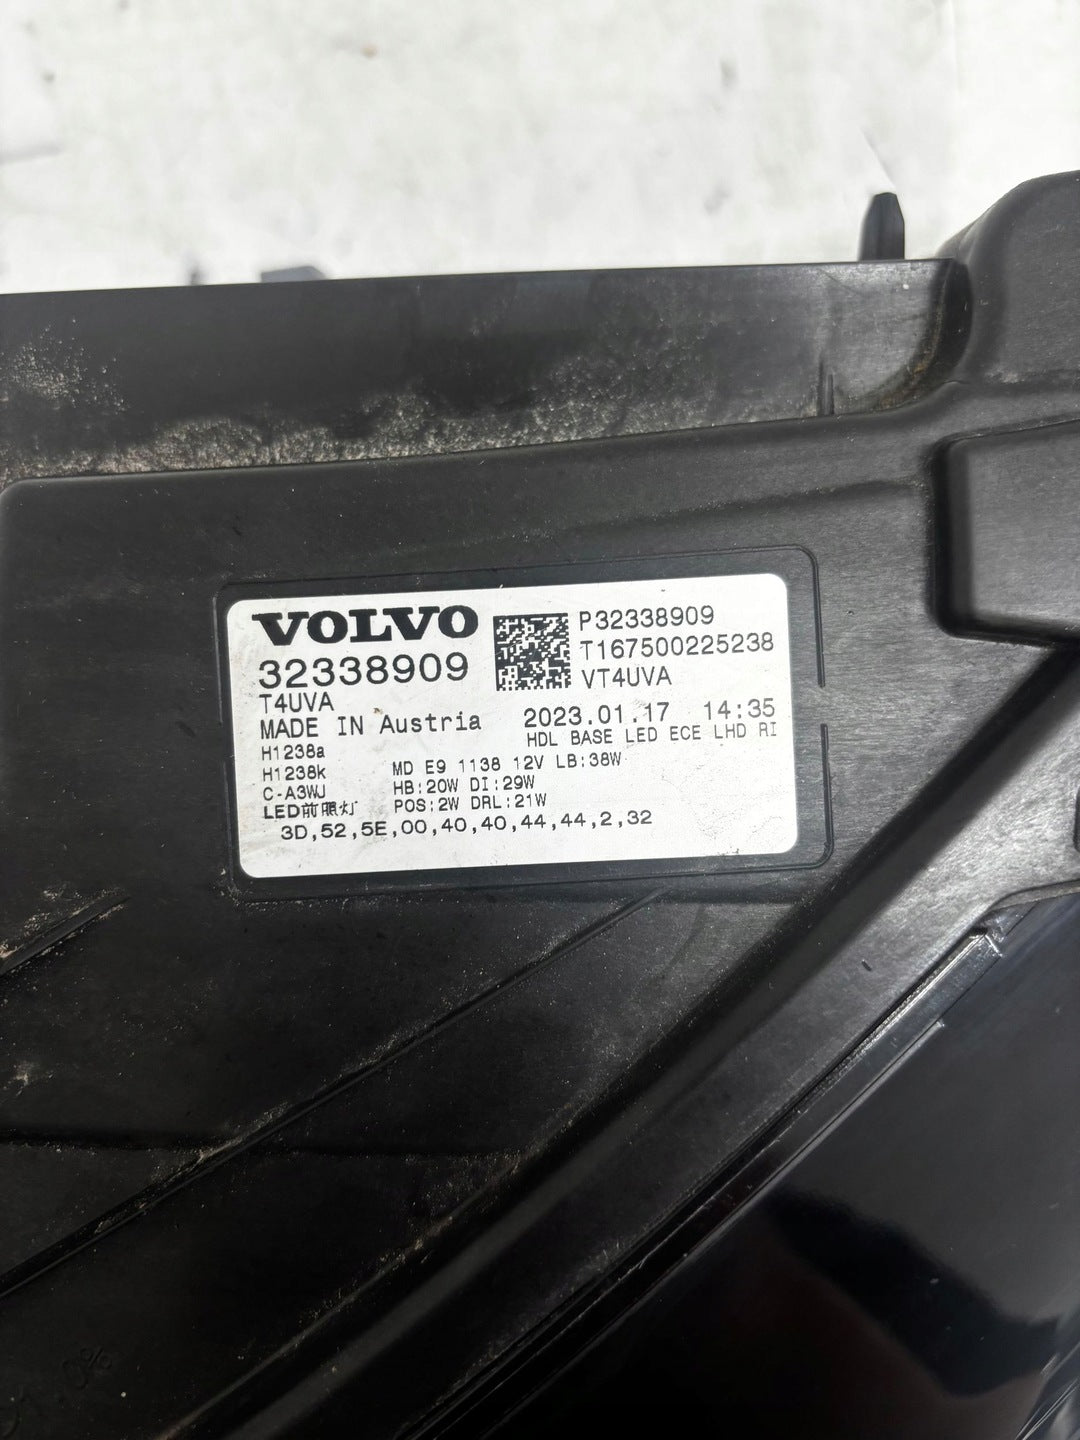 VOLVO
32338909
T4UVA
MADE IN Austria
P32338909
T167500225238
VT4UVA
2023.01.17 14:35
HDL BASE LED ECE LHD RI
H1238a
H1238k
C-A3WJ
LED前照灯
MD E9 1138 12V LB:38W
HB:20W DI:29W
POS:2W DRL:21W
3D,52,5E,00,40,40,44,44,2,32